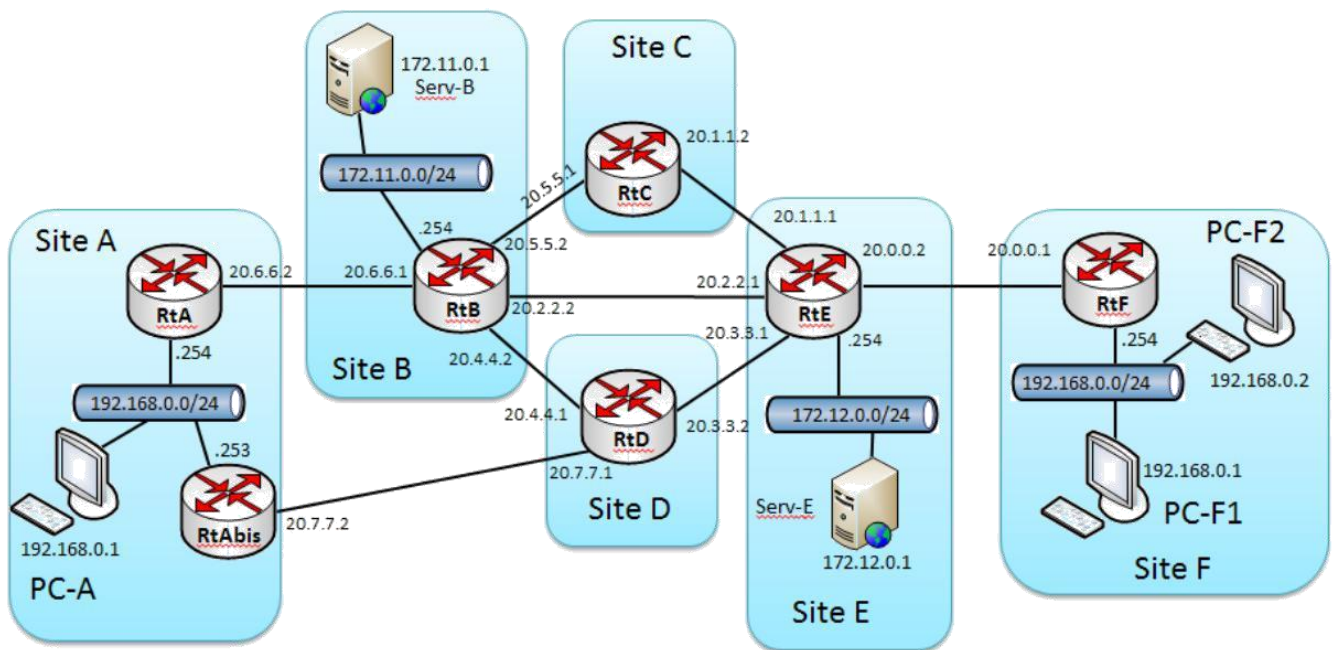 Site A
20.6.6.2
RtA
.254
192.168.0.0/24
.253
192.168.0.1
PC-A
RtAbis
20.7.7.2
172.11.0.1
Serv-B
172.11.0.0/24
.254
20.5.5.2
20.6.6.1
RtB
20.2.2.2
20.4.4.2
Site B
Site C
20.5.5.1
RtC
20.1.1.2
20.4.4.1
RtD
20.3.3.2
20.7.7.1
Site D
20.1.1.1
20.0.0.2
20.2.2.1
RtE
20.3.3.1
.254
172.12.0.0/24
Serv-E
172.12.0.1
Site E
20.0.0.1
RtF
PC-F2
.254
192.168.0.0/24
192.168.0.2
192.168.0.1
PC-F1
Site F